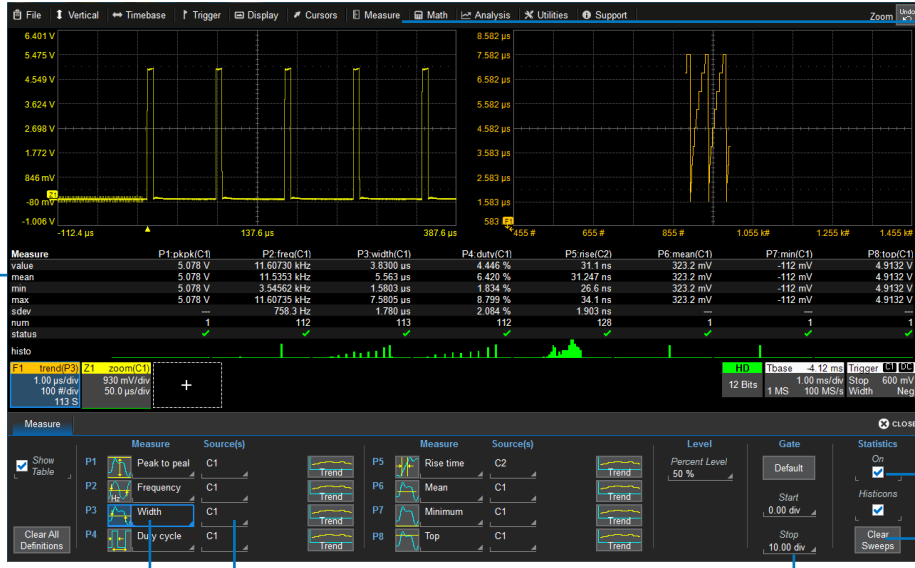 File Vertical Timebase Trigger Display Cursors Measure Math Analysis Utilities Support Zoom Undo
6.401 V
5.475 V
4.549 V
3.624 V
2.698 V
1.772 V
846 mV
Z1
-80 mV
-1.006 V
-112.4 µs 137.6 µs 387.6 µs
8.582 µs
7.582 µs
6.582 µs
5.582 µs
4.582 µs
3.583 µs
2.583 µs
1.583 µs
583 F1
455 # 655 # 855 # 1.055 k# 1.255 k# 1.455 k#
Measure P1:pkpk(C1) P2:freq(C1) P3:width(C1) P4:duty(C1) P5:rise(C2) P6:mean(C1) P7:min(C1) P8:top(C1)
value 5.078 V 11.60730 kHz 3.8300 µs 4.446 % 31.1 ns 323.2 mV -112 mV 4.9132 V
mean 5.078 V 11.5353 kHz 5.563 µs 6.420 % 31.247 ns 323.2 mV -112 mV 4.9132 V
min 5.078 V 3.54562 kHz 1.5803 µs 1.834 % 26.6 ns 323.2 mV -112 mV 4.9132 V
max 5.078 V 11.60735 kHz 7.5805 µs 8.799 % 34.1 ns 323.2 mV -112 mV 4.9132 V
sdev --- 758.3 Hz 1.780 µs 2.084 % 1.903 ns --- --- ---
num 1 112 113 112 128 1 1 1
status
histo
F1 trend(P3)
1.00 µs/div
100 #/div
113 S
Z1 zoom(C1)
930 mV/div
50.0 µs/div
+
HD
12 Bits
Tbase -4.12 ms
1.00 ms/div
1 MS 100 MS/s
Trigger C1 DC
Stop 600 mV
Width Neg
Measure CLOSE
Measure Source(s) Measure Source(s) Level Gate Statistics
Show Table
P1 Peak to peal C1 Trend
P2 Hz Frequency C1 Trend
P3 Width C1 Trend
P4 Duty cycle C1 Trend
Clear All Definitions
P5 Rise time C2 Trend
P6 Mean C1 Trend
P7 Minimum C1 Trend
P8 Top C1 Trend
Percent Level
50 %
Default
Start
0.00 div
Stop
10.00 div
On
Histicons
Clear Sweeps